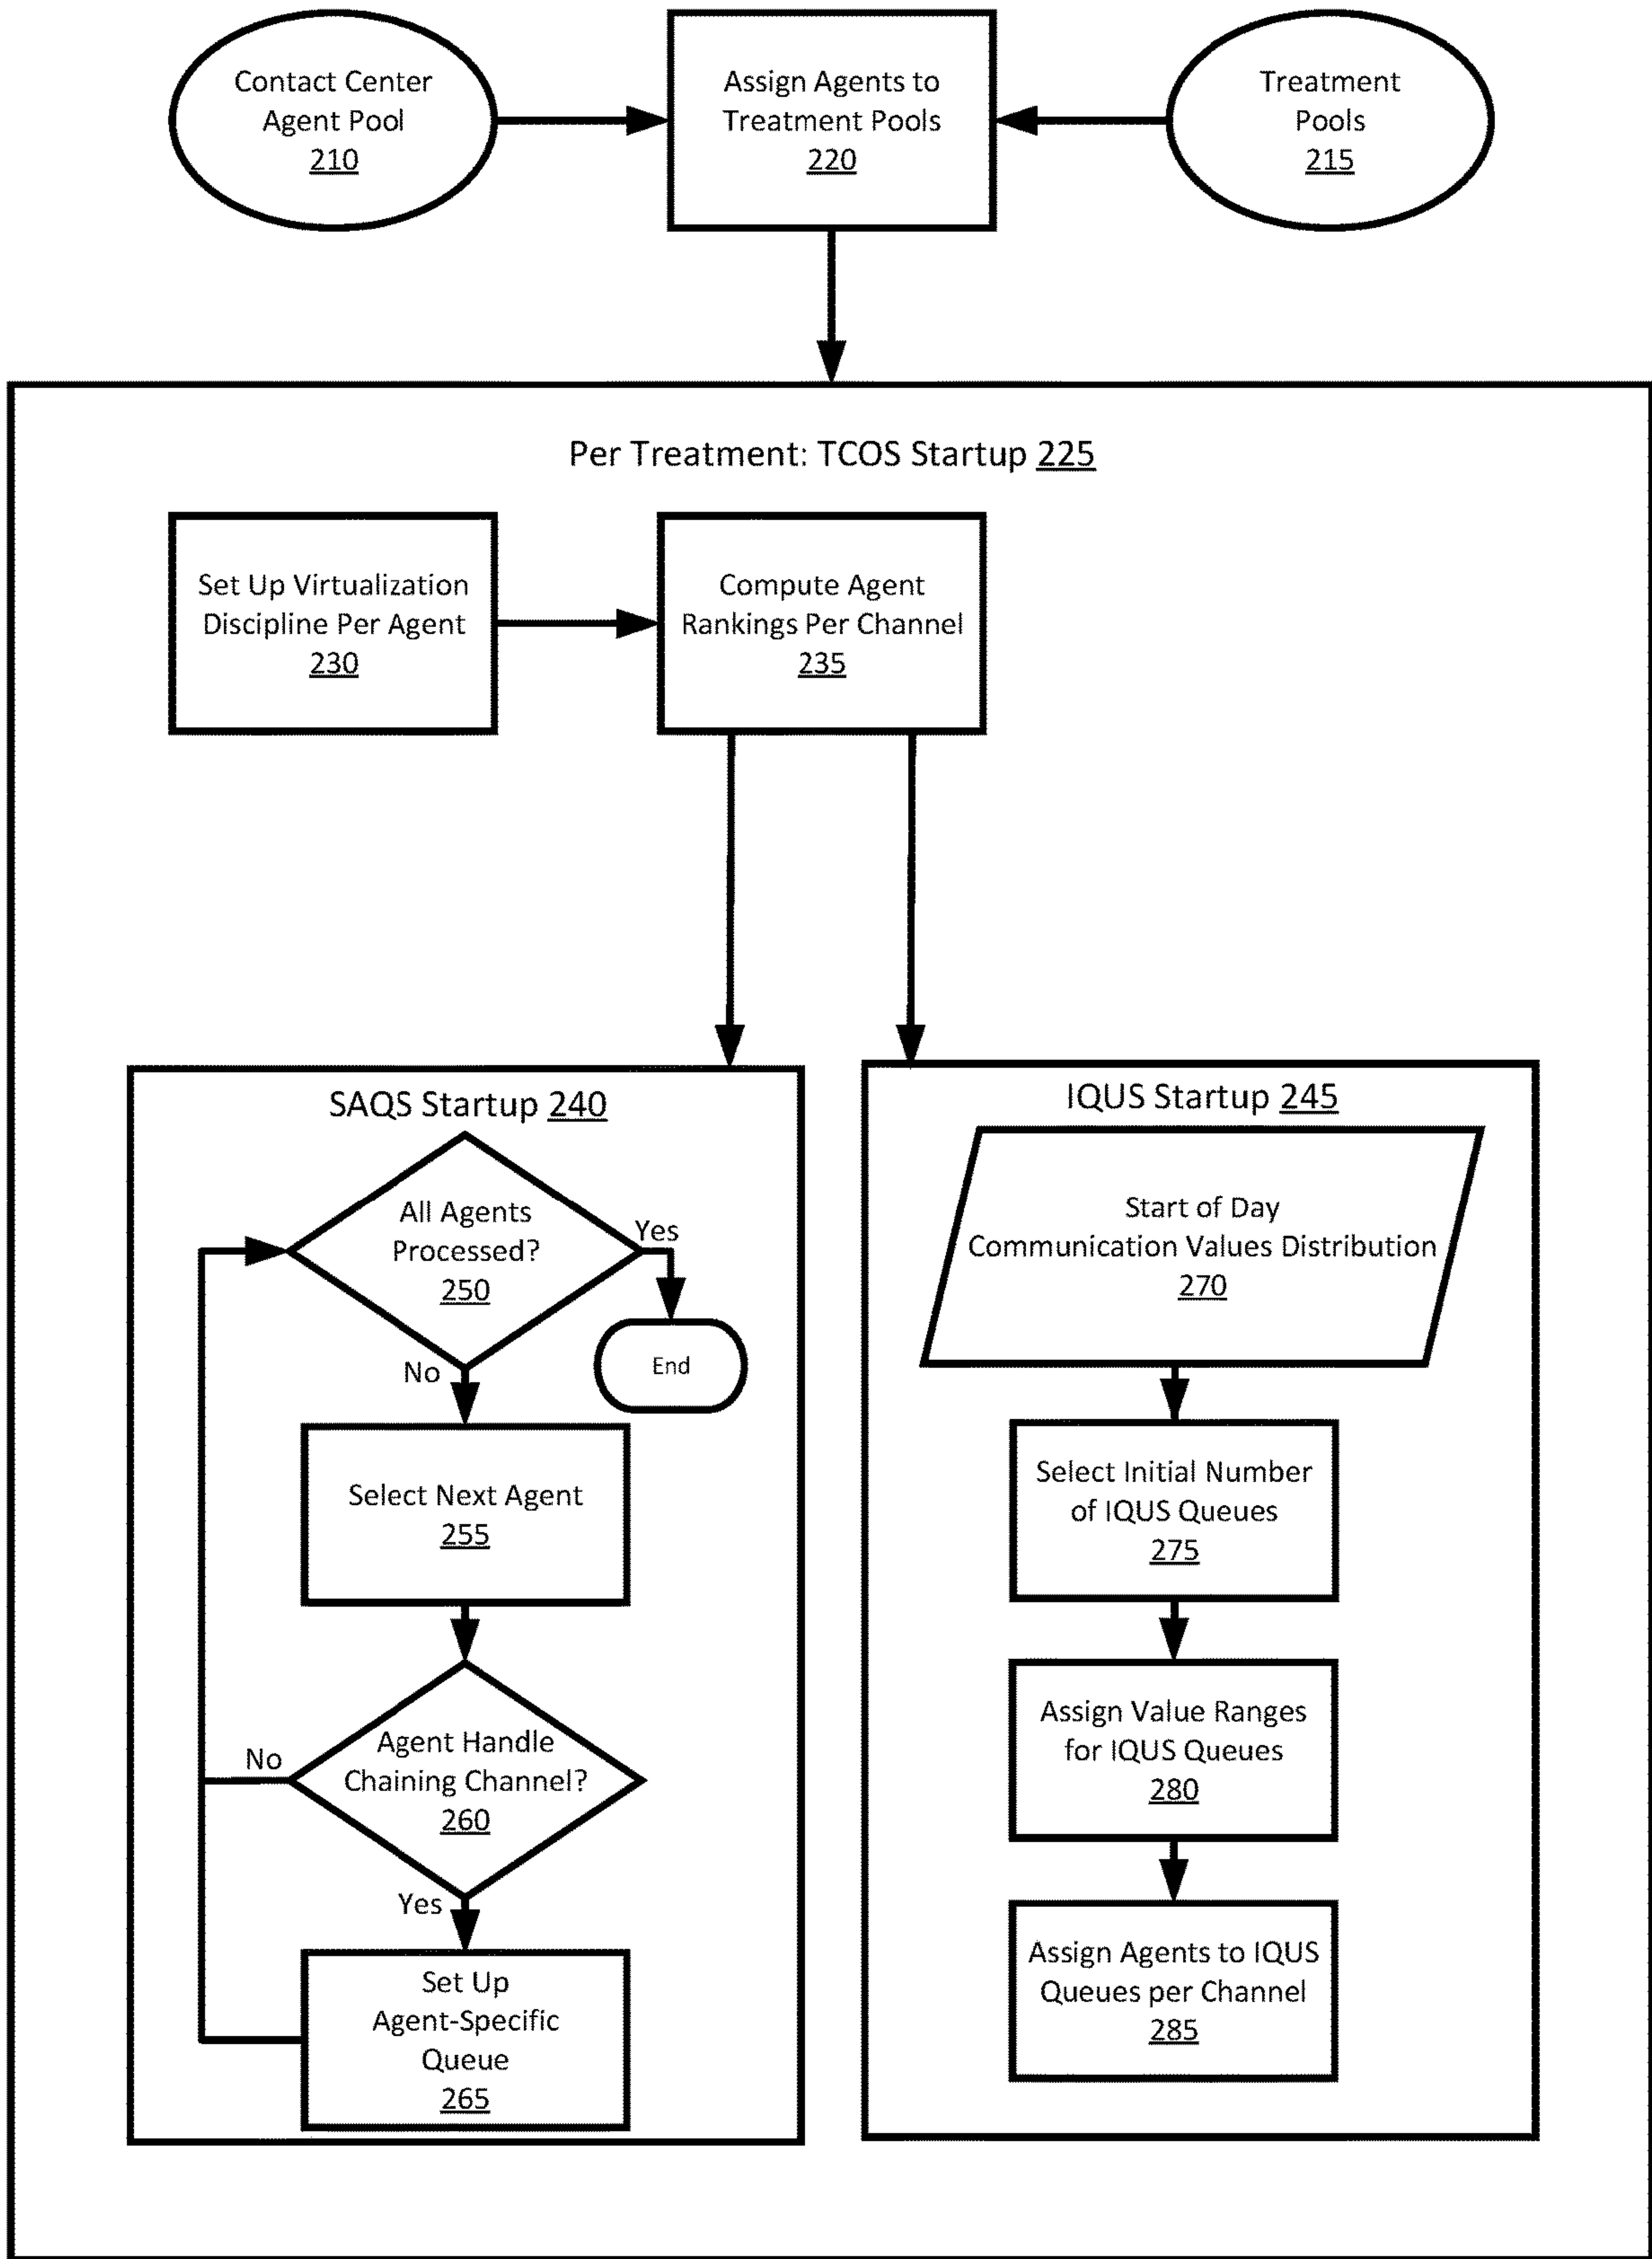 Contact Center
Agent Pool
210
Assign Agents to
Treatment Pools
220
Treatment
Pools
215
Per Treatment: TCOS Startup 225
Set Up Virtualization
Discipline Per Agent
230
Compute Agent
Rankings Per Channel
235
SAQS Startup 240
All Agents
Processed?
250
Yes
End
No
Select Next Agent
255
Agent Handle
Chaining Channel?
260
No
Yes
Set Up
Agent-Specific
Queue
265
IQUS Startup 245
Start of Day
Communication Values Distribution
270
Select Initial Number
of IQUS Queues
275
Assign Value Ranges
for IQUS Queues
280
Assign Agents to IQUS
Queues per Channel
285